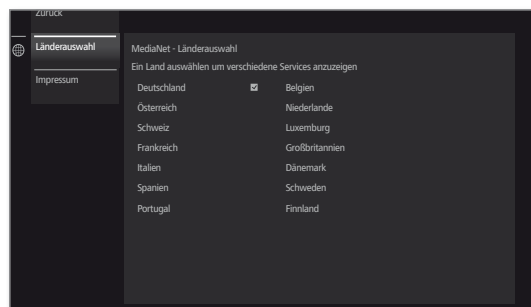 Zurück
Länderauswahl
Impressum
MediaNet - Länderauswahl
Ein Land auswählen um verschiedene Services anzuzeigen
Deutschland Belgien
Österreich Niederlande
Schweiz Luxemburg
Frankreich Großbritannien
Italien Dänemark
Spanien Schweden
Portugal Finnland